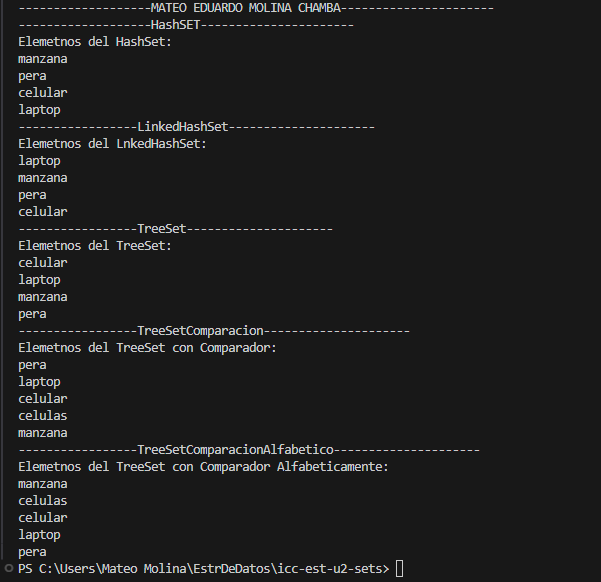 -------------------MATEO EDUARDO MOLINA CHAMBA----------------------
-------------------HashSET----------------------
Elemetnos del HashSet:
manzana
pera
celular
laptop
-----------------LinkedHashSet---------------------
Elemetnos del LnkedHashSet:
laptop
manzana
pera
celular
-----------------TreeSet---------------------
Elemetnos del TreeSet:
celular
laptop
manzana
pera
-----------------TreeSetComparacion---------------------
Elemetnos del TreeSet con Comparador:
pera
laptop
celular
celulas
manzana
-----------------TreeSetComparacionAlfabetico---------------------
Elemetnos del TreeSet con Comparador Alfabeticamente:
manzana
celulas
celular
laptop
pera
PS C:\Users\Mateo Molina\EstrDeDatos\icc-est-u2-sets>